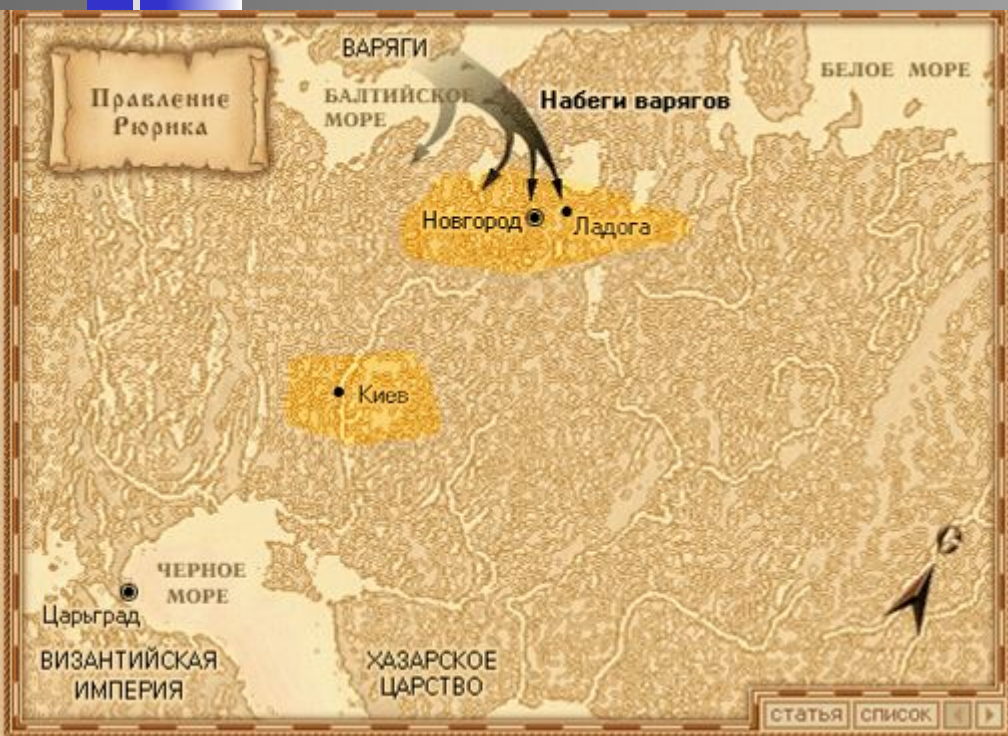 ВАРЯГИ
Правление
Рюрика
БАЛТИЙСКОЕ
МОРЕ
Набеги варягов
БЕЛОЕ МОРЕ
Новгород
Ладога
Киев
С
ЧЕРНОЕ
МОРЕ
Царьград
ВИЗАНТИЙСКАЯ
ИМПЕРИЯ
ХАЗАРСКОЕ
ЦАРСТВО
статья список